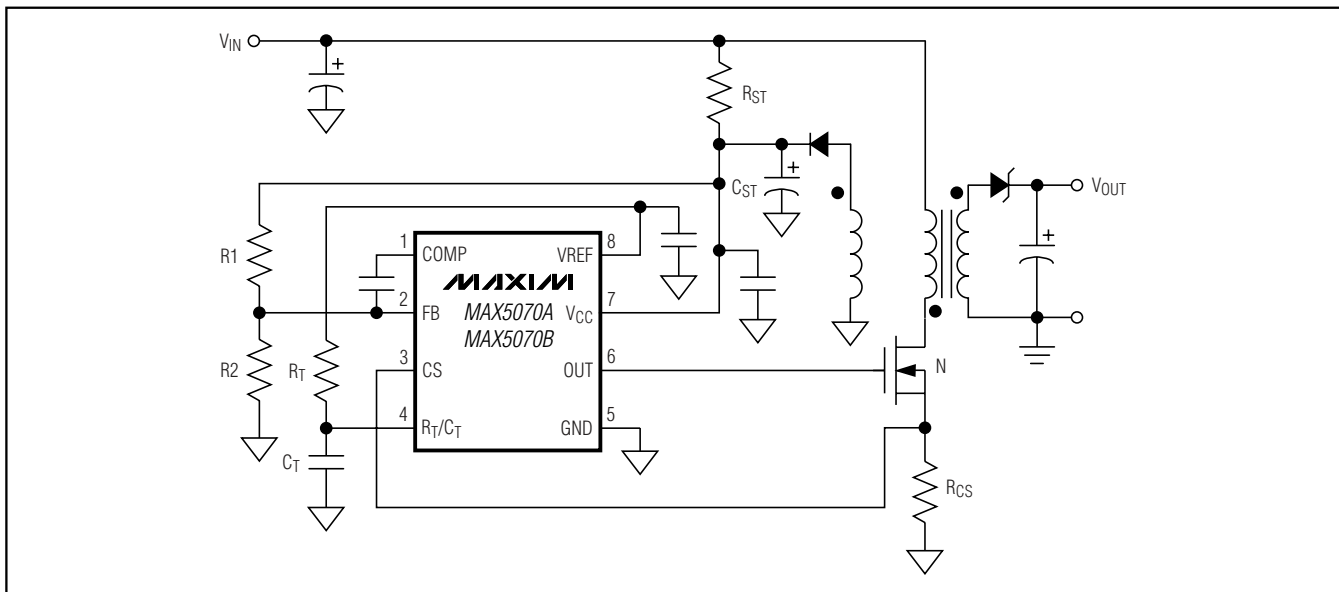 VIN
+
RST
+
CST
VOUT
+
R1
R2
RT
CT
1 COMP
2 FB
3 CS
4 RT/CT
MAXIM
MAX5070A
MAX5070B
VREF 8
VCC 7
OUT 6
GND 5
N
RCS